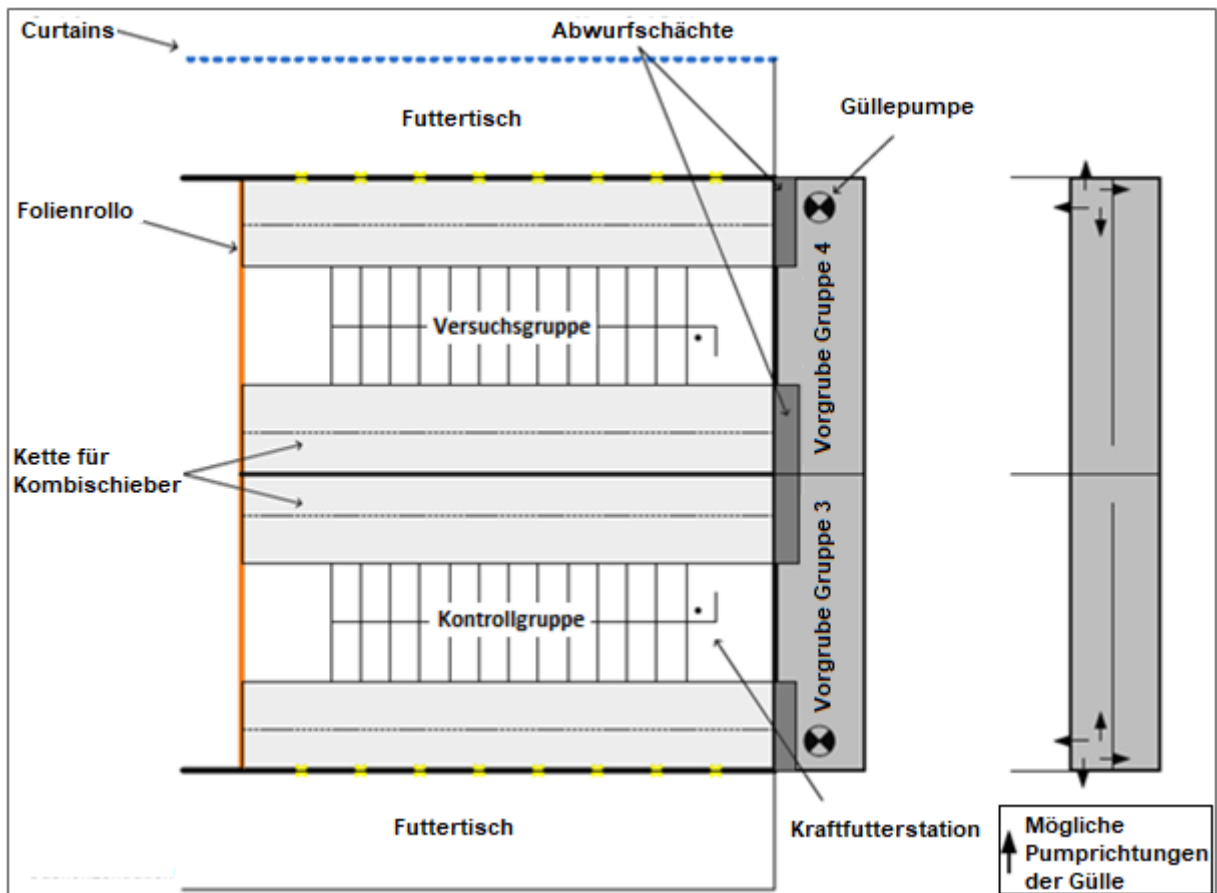 Curtains
Abwurfschächte
Futtertisch
Güllepumpe
Folienrollo
Vorgrube Gruppe 4
Versuchsgruppe
Kette für
Kombischieber
Vorgrube Gruppe 3
Kontrollgruppe
Futtertisch
Kraftfutterstation
Mögliche
Pumprichtungen
der Gülle